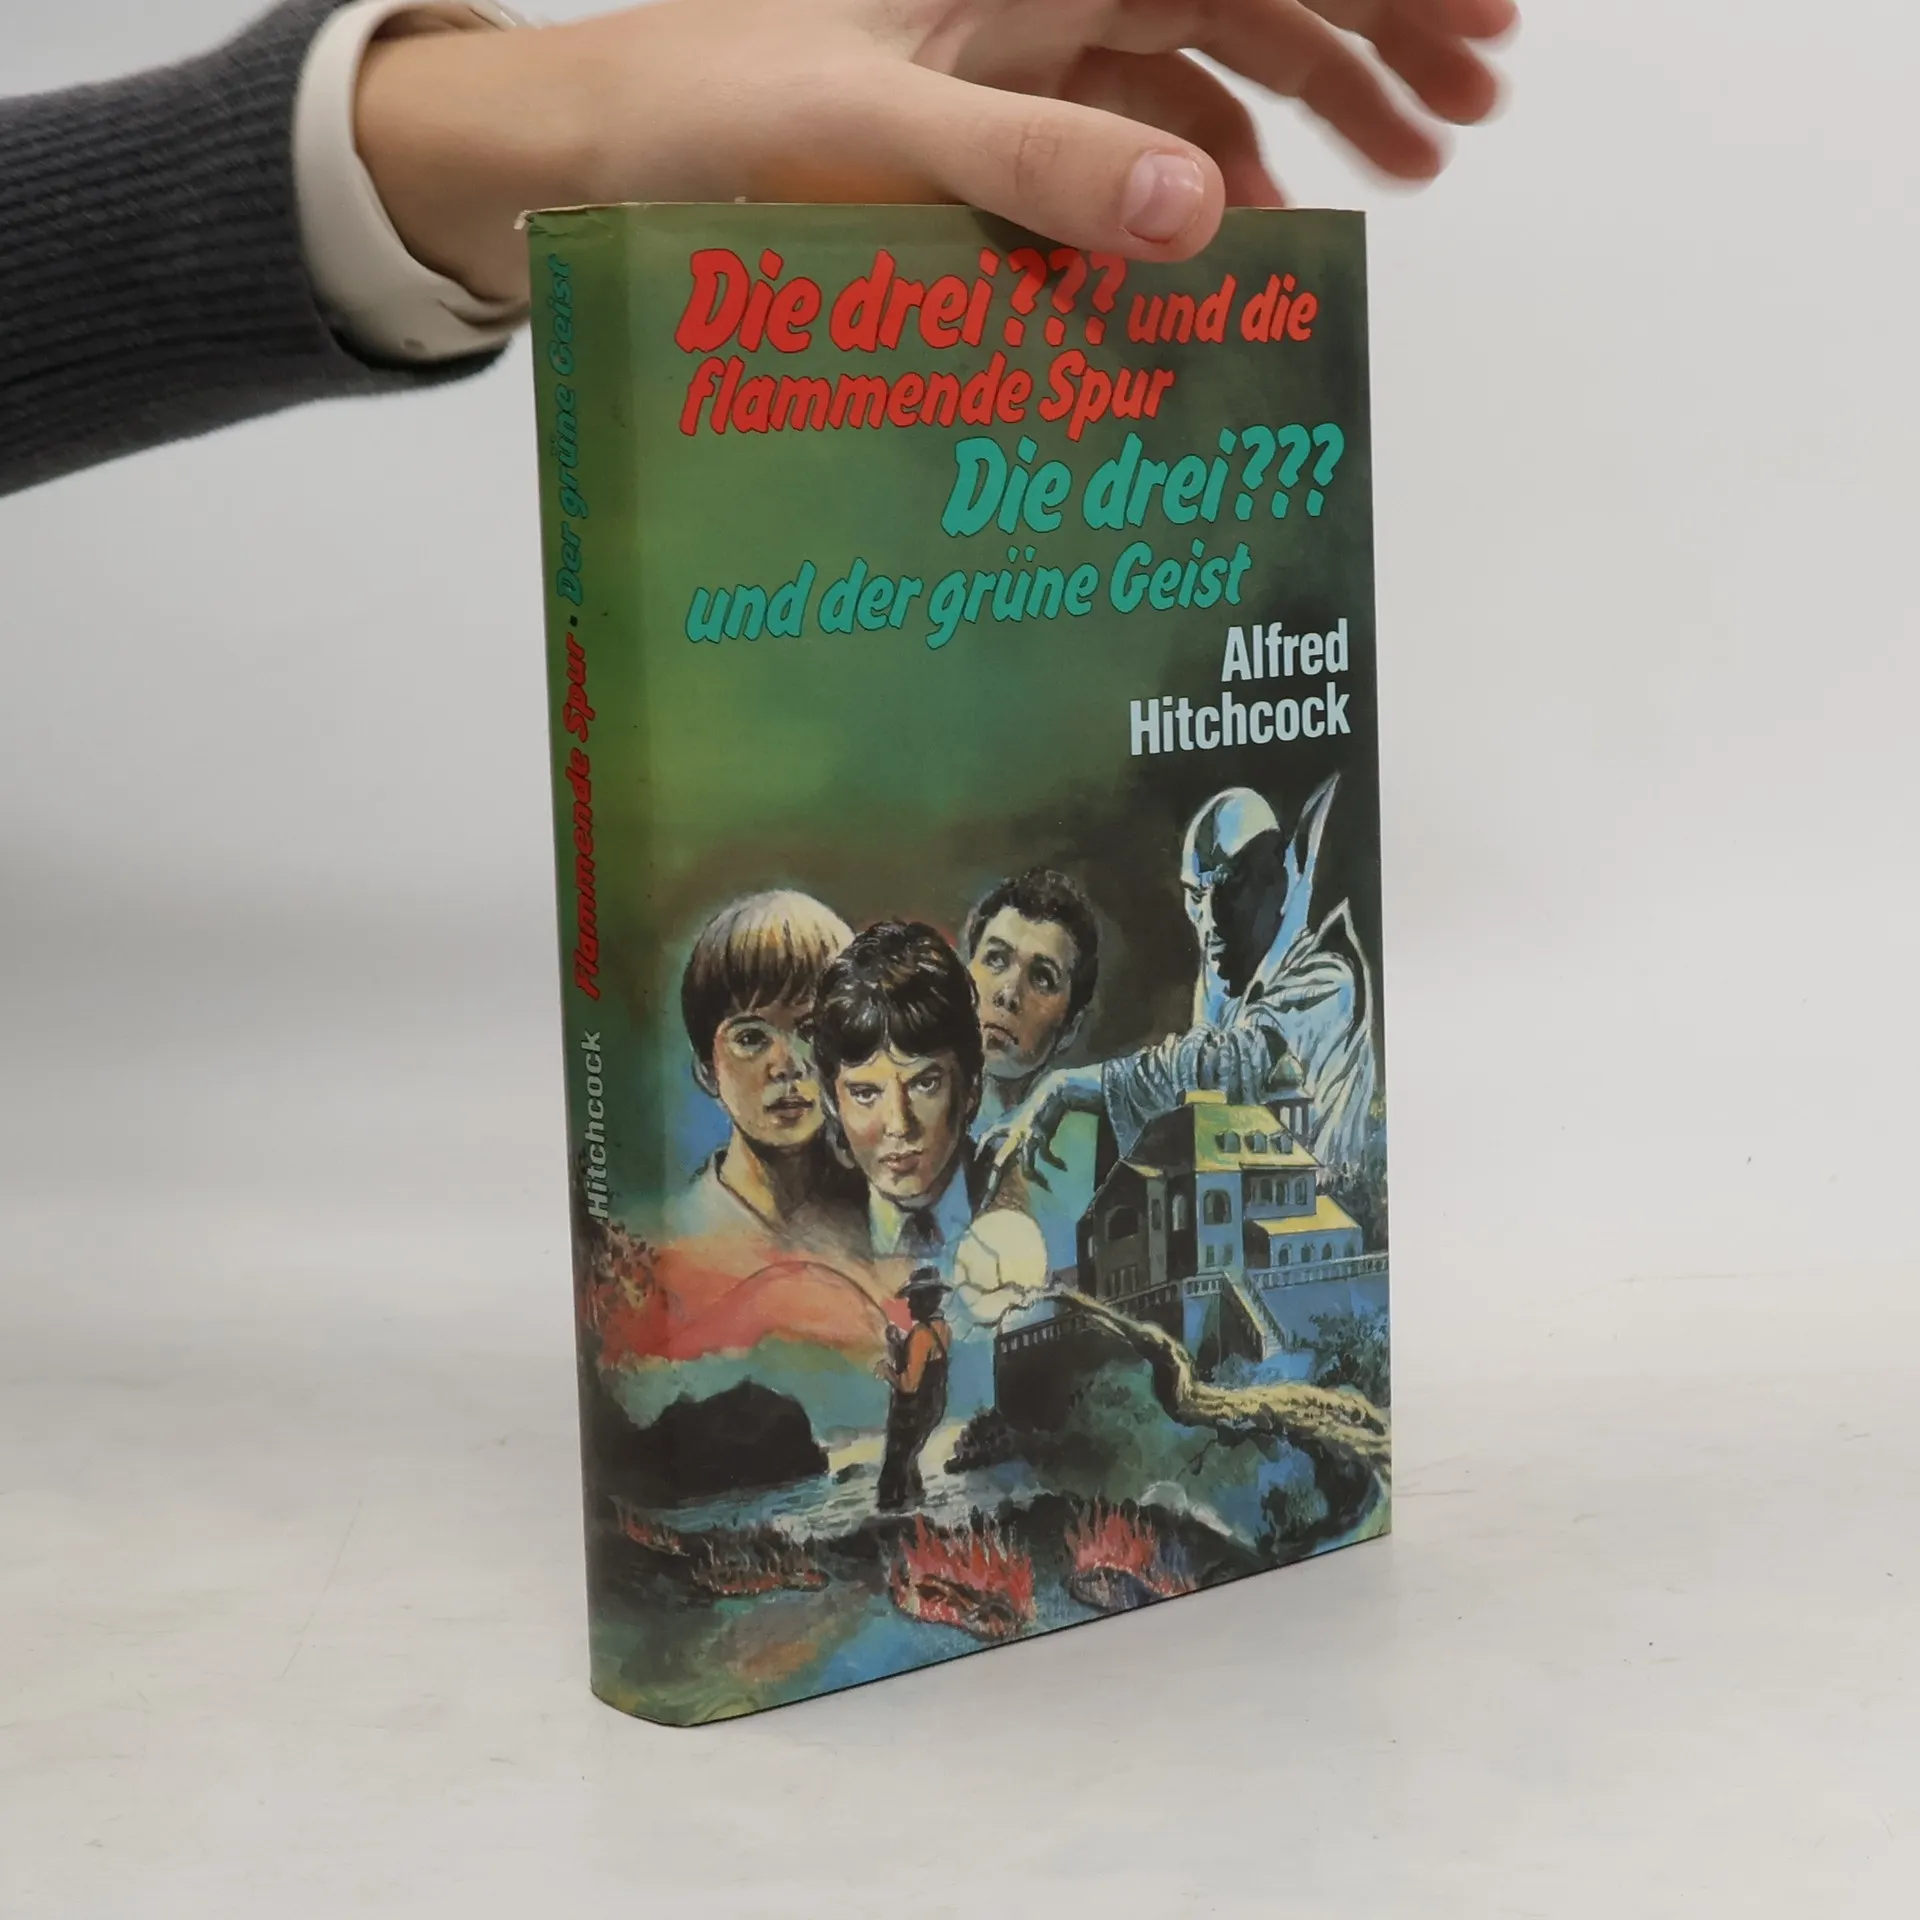 Die drei ??? und die
flammende Spur
Die drei ???
und der grüne Geist
Alfred
Hitchcock
Hitchcock Flammende Spur · Der grüne Geist